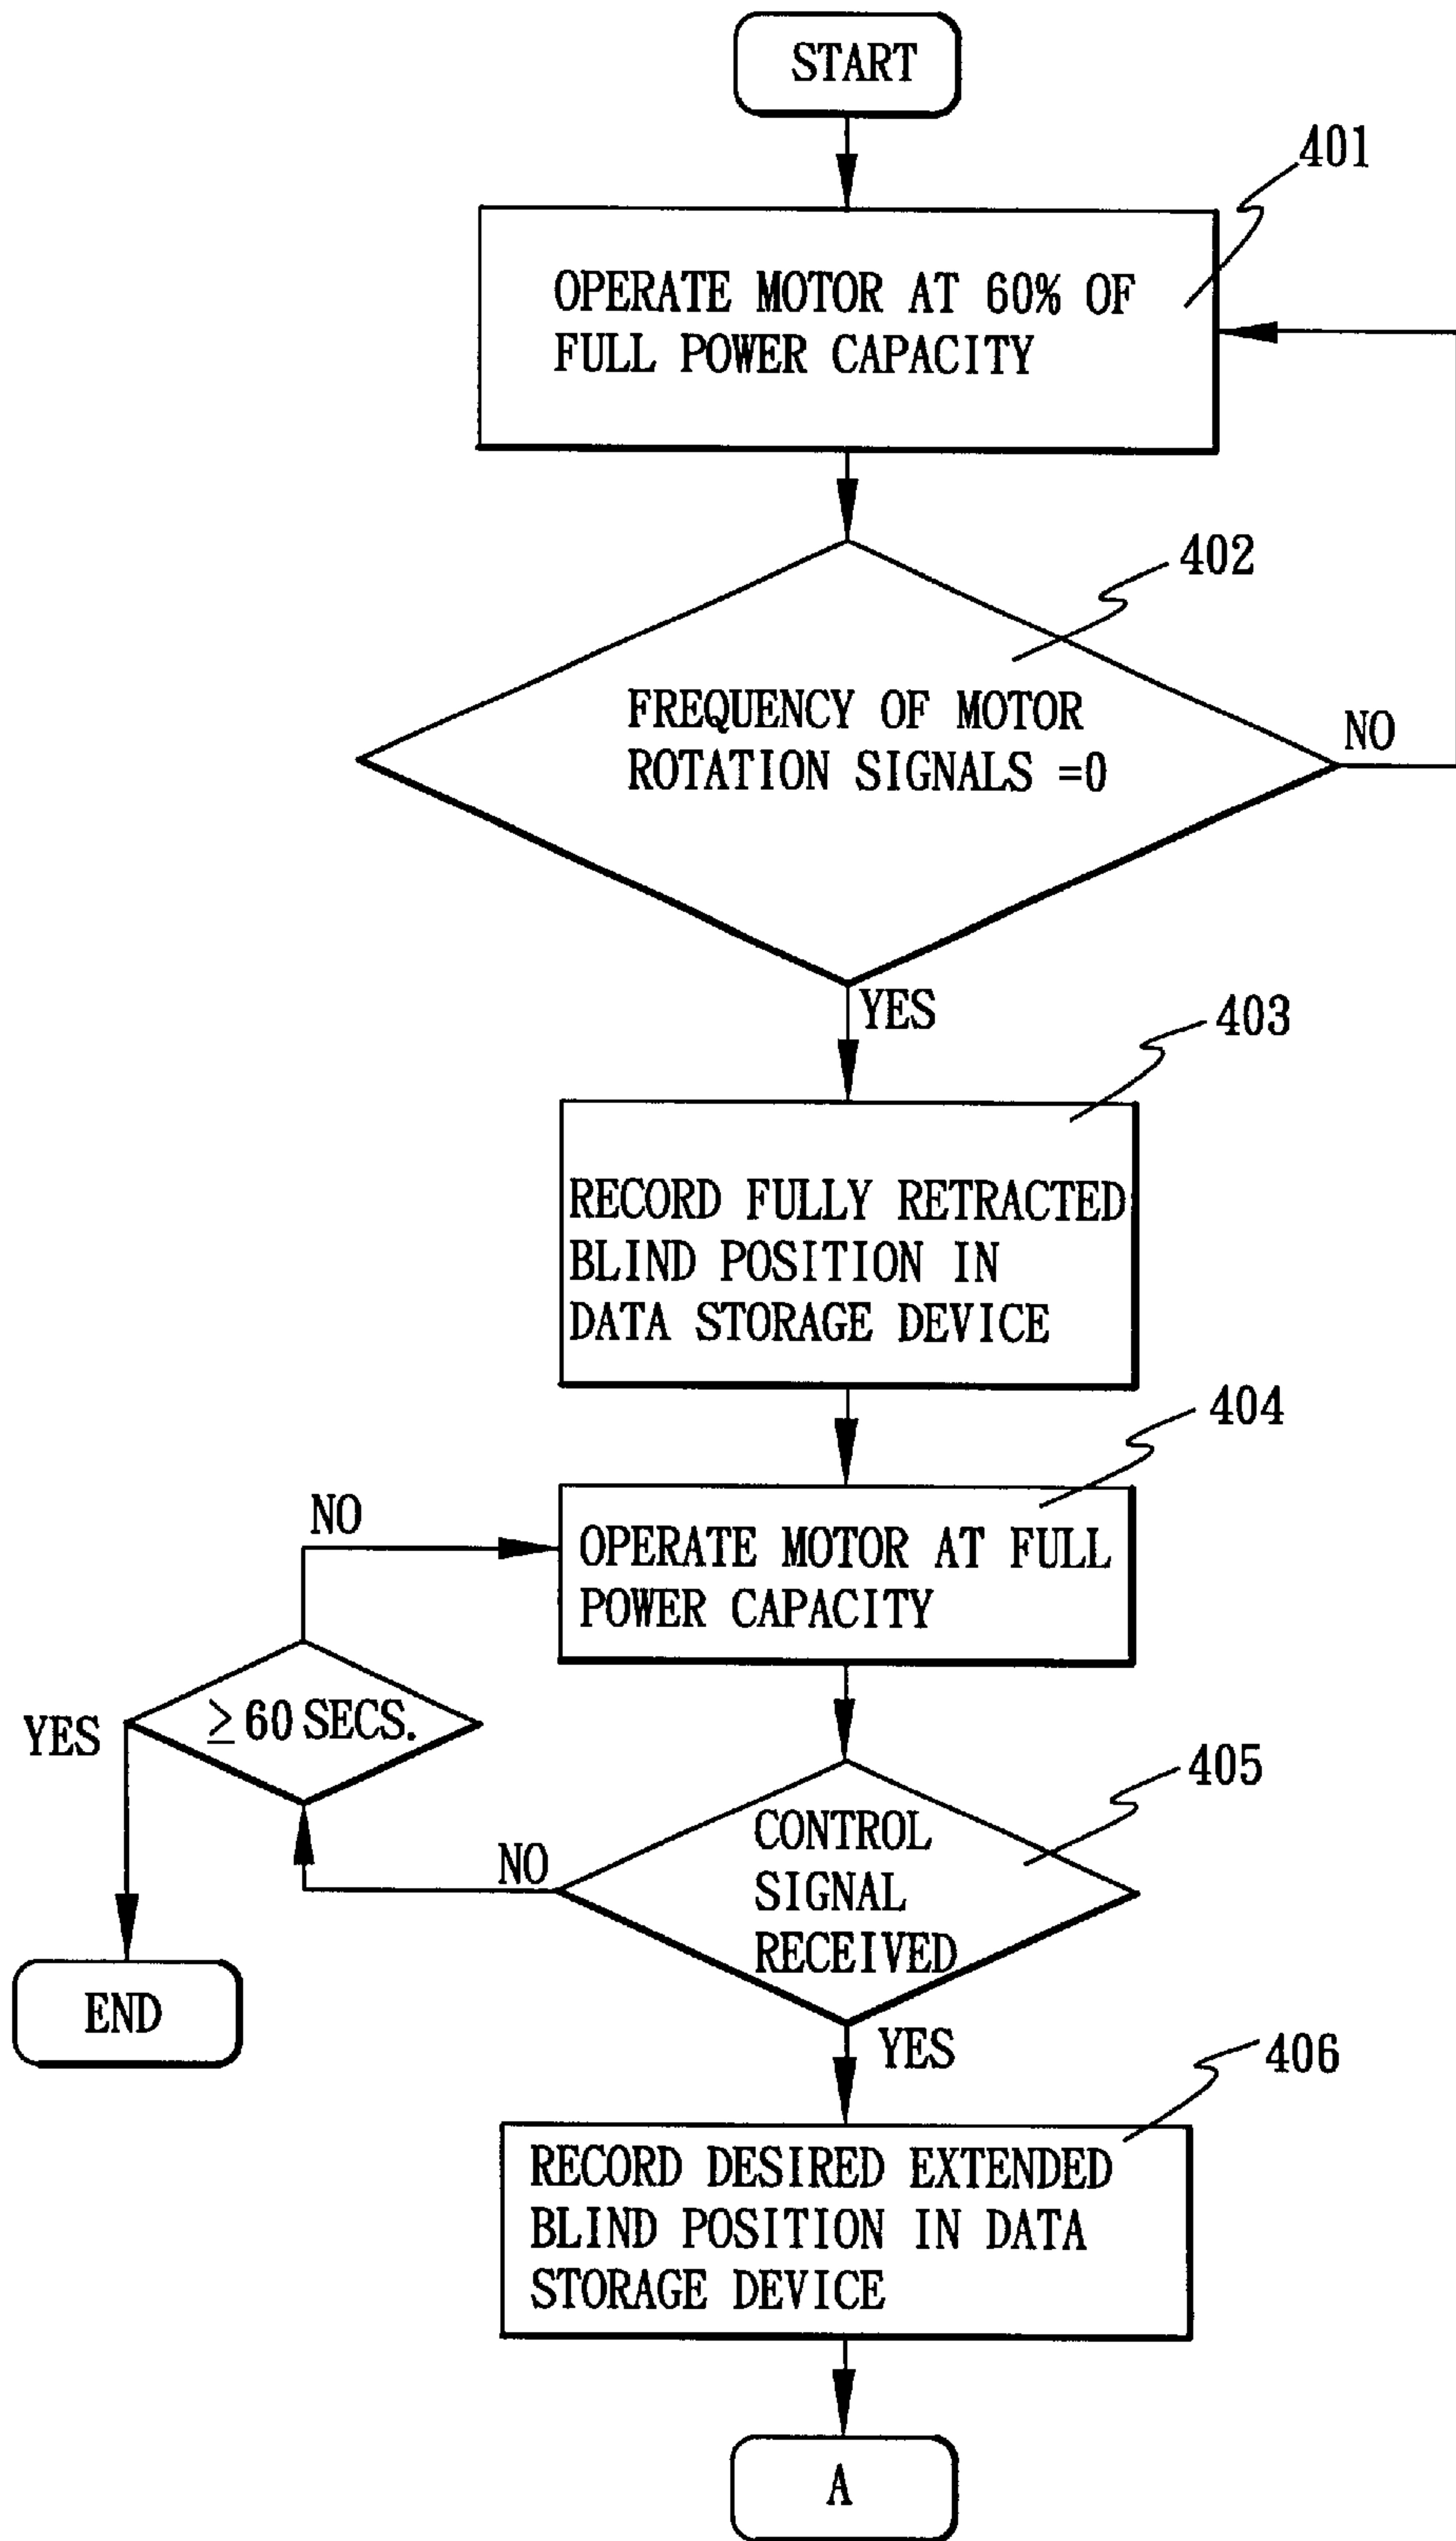 START
401
OPERATE MOTOR AT 60% OF
FULL POWER CAPACITY
402
FREQUENCY OF MOTOR
ROTATION SIGNALS =0
NO
YES
403
RECORD FULLY RETRACTED
BLIND POSITION IN
DATA STORAGE DEVICE
404
NO
OPERATE MOTOR AT FULL
POWER CAPACITY
YES
≥ 60 SECS.
405
NO
CONTROL
SIGNAL
RECEIVED
END
YES
406
RECORD DESIRED EXTENDED
BLIND POSITION IN DATA
STORAGE DEVICE
A